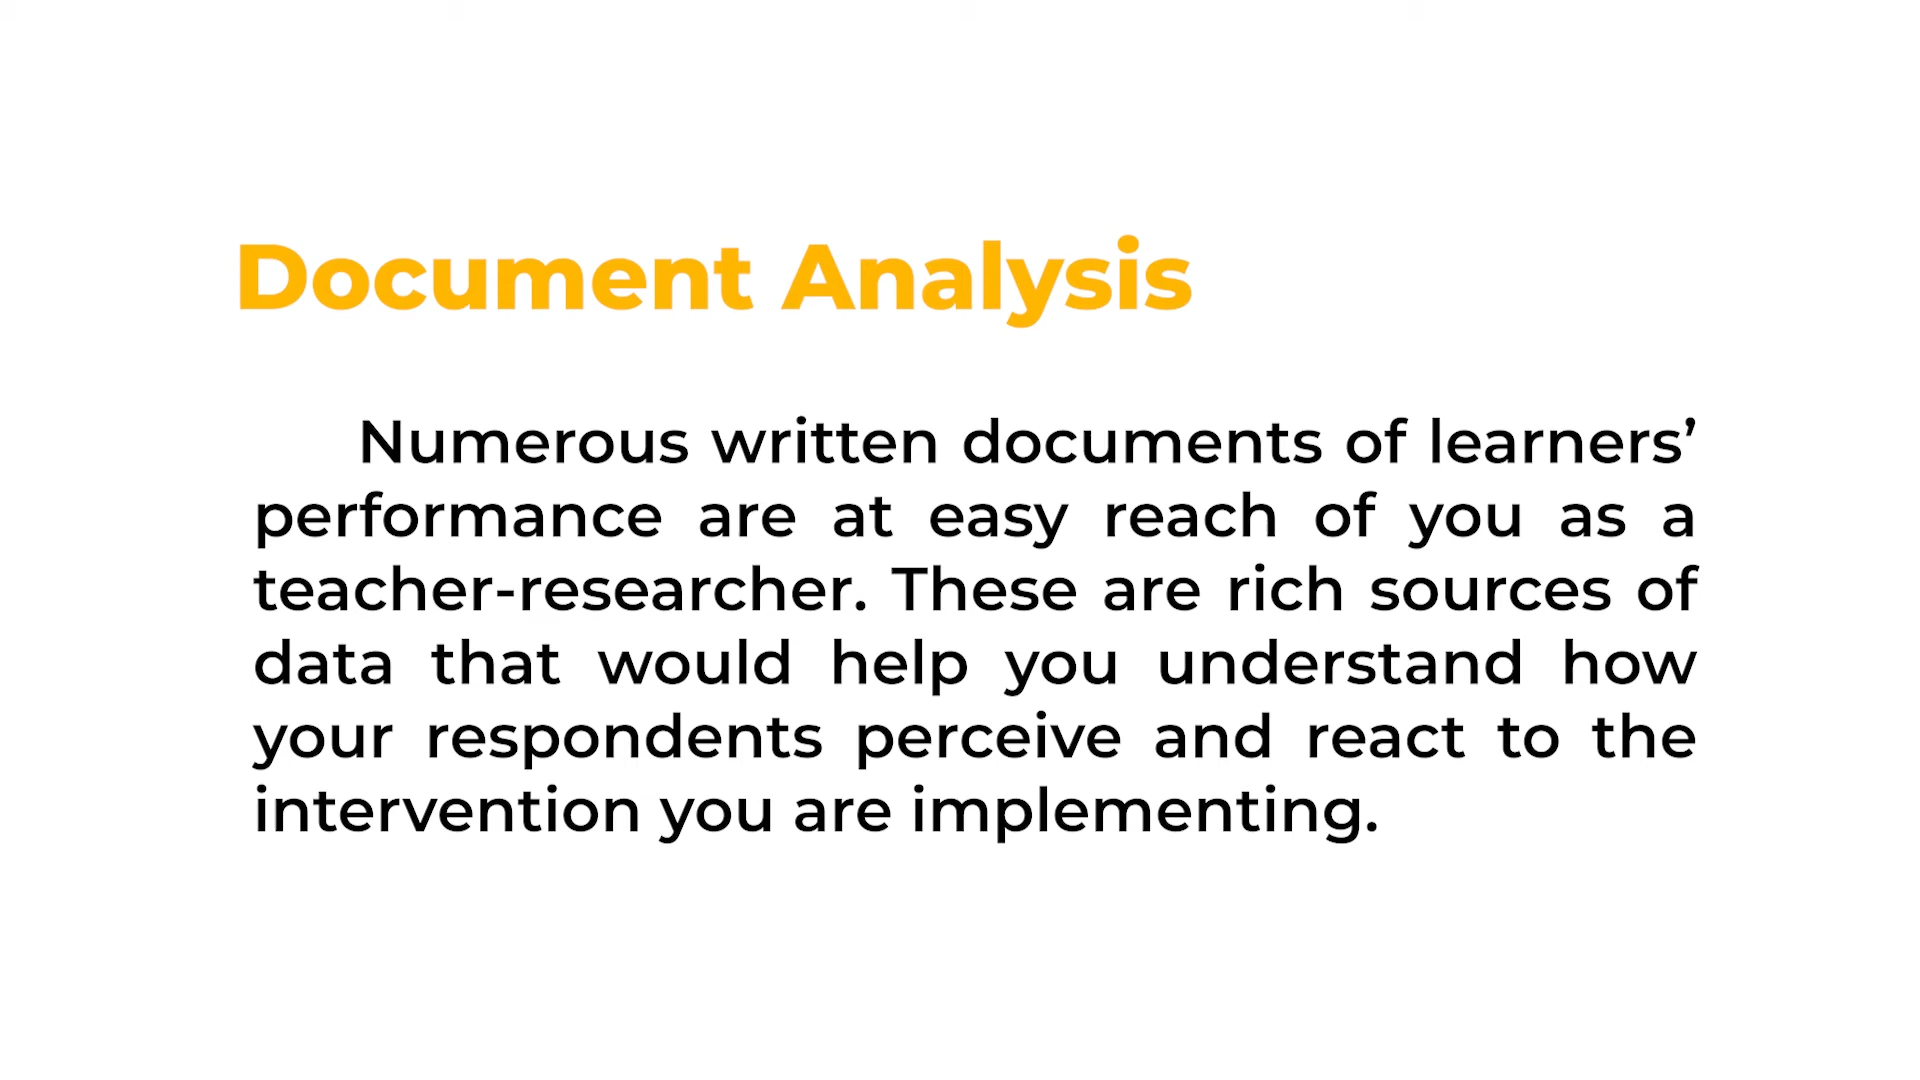 Document Analysis
Numerous written documents of learners’
performance are at easy reach of you as a
teacher-researcher. These are rich sources of
data that would help you understand how
your respondents perceive and react to the
intervention you are implementing.